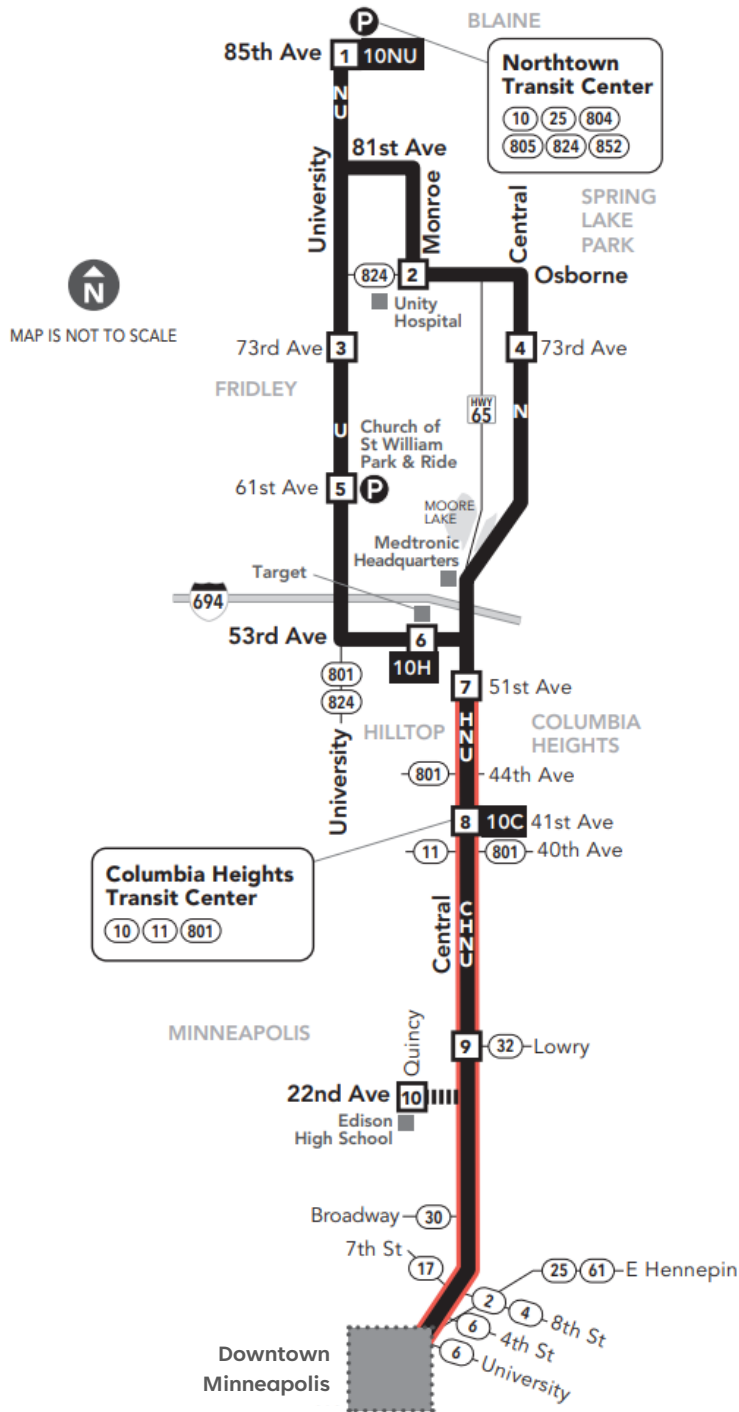 BLAINE
P
85th Ave
1
10NU
Northtown
Transit Center
10 25 804
805 824 852
NU
81st Ave
University
Monroe
Central
SPRING
LAKE
PARK
N
MAP IS NOT TO SCALE
824
2
Osborne
Unity
Hospital
73rd Ave
3
4
73rd Ave
FRIDLEY
HWY
65
N
U
Church of
St William
Park & Ride
61st Ave
5
P
MOORE
LAKE
Medtronic
Headquarters
Target
694
53rd Ave
6
10H
801
824
University
7
51st Ave
HNU
HILLTOP
COLUMBIA
HEIGHTS
801
44th Ave
8
10C
41st Ave
11
801
40th Ave
Columbia Heights
Transit Center
10 11 801
Central
CHNU
MINNEAPOLIS
Quincy
9
32
Lowry
22nd Ave
10
Edison
High School
Broadway
30
7th St
17
25 61
E Hennepin
2 4
8th St
6
4th St
6
University
Downtown
Minneapolis